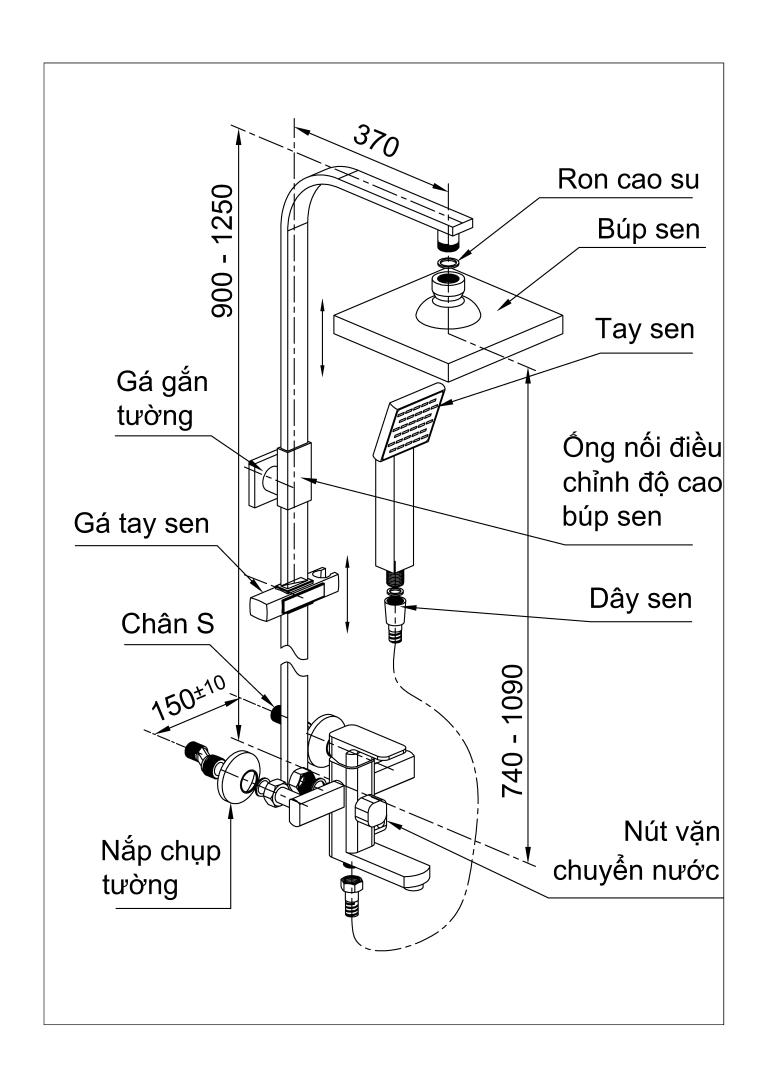 370
900 - 1250
Ron cao su
Búp sen
Tay sen
Gá gắn
tường
Ống nối điều
chỉnh độ cao
búp sen
Gá tay sen
Dây sen
Chân S
150±10
740 - 1090
Nút vặn
chuyển nước
Nắp chụp
tường